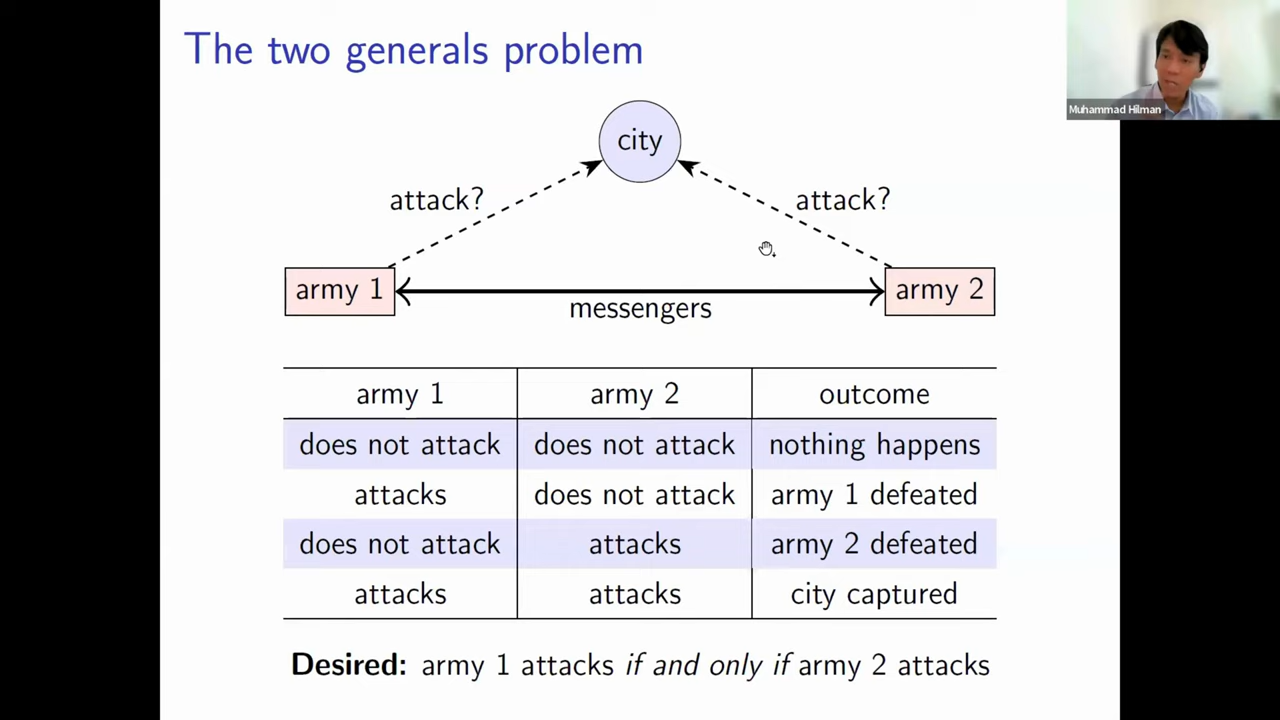 The two generals problem
Muhammad Hilman
city
attack?
attack?
army 1
army 2
messengers
army 1 army 2 outcome
does not attack does not attack nothing happens
attacks does not attack army 1 defeated
does not attack attacks army 2 defeated
attacks attacks city captured
Desired: army 1 attacks if and only if army 2 attacks